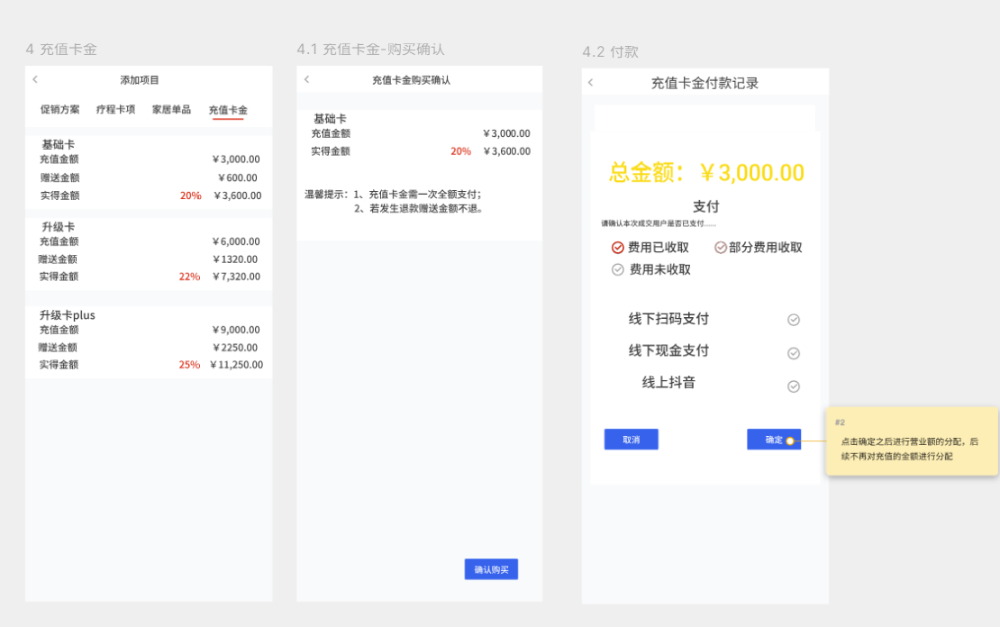 4 充值卡金
添加项目
促销方案 疗程卡项 家居单品 充值卡金
基础卡
充值金额 ￥3,000.00
赠送金额 ￥600.00
实得金额 20% ￥3,600.00
升级卡
充值金额 ￥6,000.00
赠送金额 ￥1320.00
实得金额 22% ￥7,320.00
升级卡plus
充值金额 ￥9,000.00
赠送金额 ￥2250.00
实得金额 25% ￥11,250.00
4.1 充值卡金-购买确认
充值卡金购买确认
基础卡
充值金额 ￥3,000.00
实得金额 20% ￥3,600.00
温馨提示：1、充值卡金需一次全额支付；
2、若发生退款赠送金额不退。
确认购买
4.2 付款
充值卡金付款记录
总金额：￥3,000.00
支付
请确认本次成交用户是否已支付......
费用已收取 部分费用收取
费用未收取
线下扫码支付
线下现金支付
线上抖音
取消 确定
#2
点击确定之后进行营业额的分配，后
续不再对充值的金额进行分配